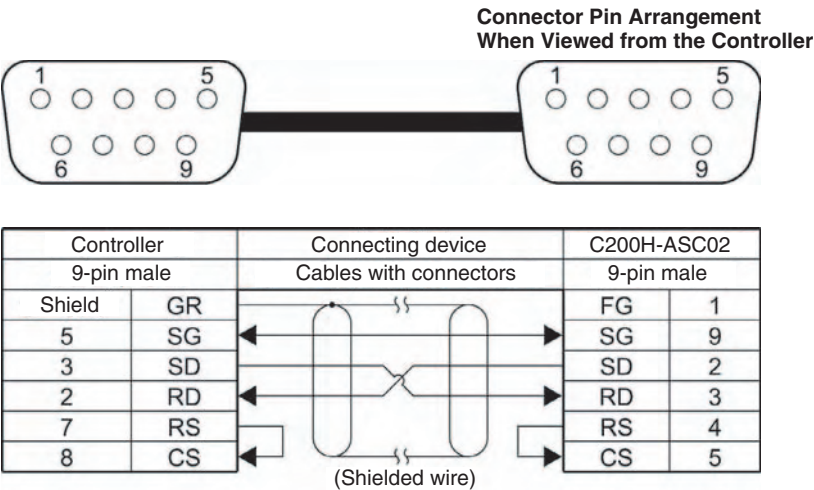 Connector Pin Arrangement
When Viewed from the Controller
1 5 1 5
6 9 6 9
Controller Connecting device C200H-ASC02
9-pin male Cables with connectors 9-pin male
Shield GR FG 1
5 SG SG 9
3 SD SD 2
2 RD RD 3
7 RS RS 4
8 CS CS 5
(Shielded wire)